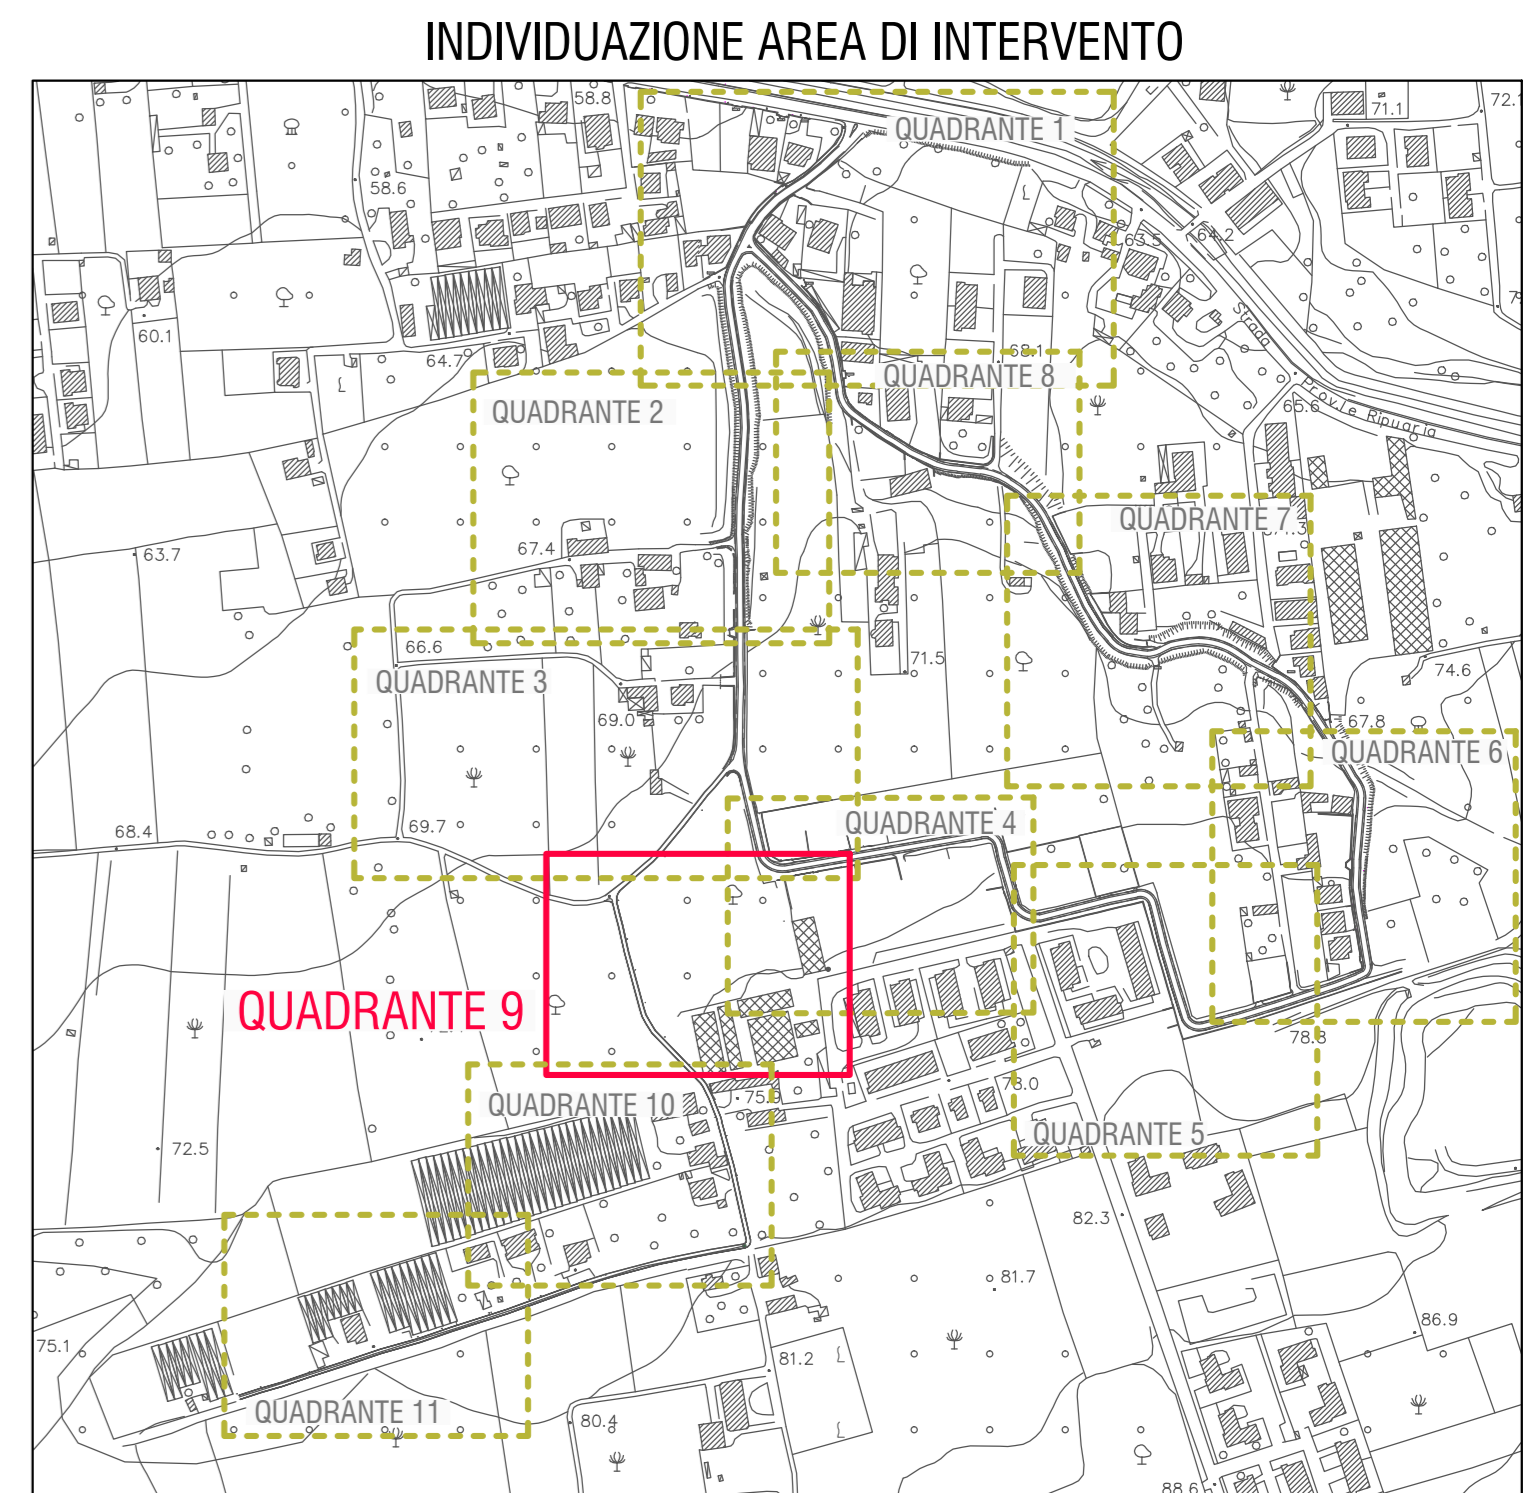 INDIVIDUAZIONE AREA DI INTERVENTO
58.8
71.1
QUADRANTE 1
58.6
63.5
64.2
60.1
Strada
64.7
68.1
QUADRANTE 8
Prov.le Ripuaria
65.6
QUADRANTE 2
QUADRANTE 7
67.4
63.7
66.6
71.5
74.6
QUADRANTE 3
69.0
67.8
QUADRANTE 6
69.7
68.4
QUADRANTE 4
QUADRANTE 9
78.8
78.0
75.9
QUADRANTE 10
QUADRANTE 5
72.5
82.3
81.7
86.9
75.1
81.2
QUADRANTE 11
80.4
88.6